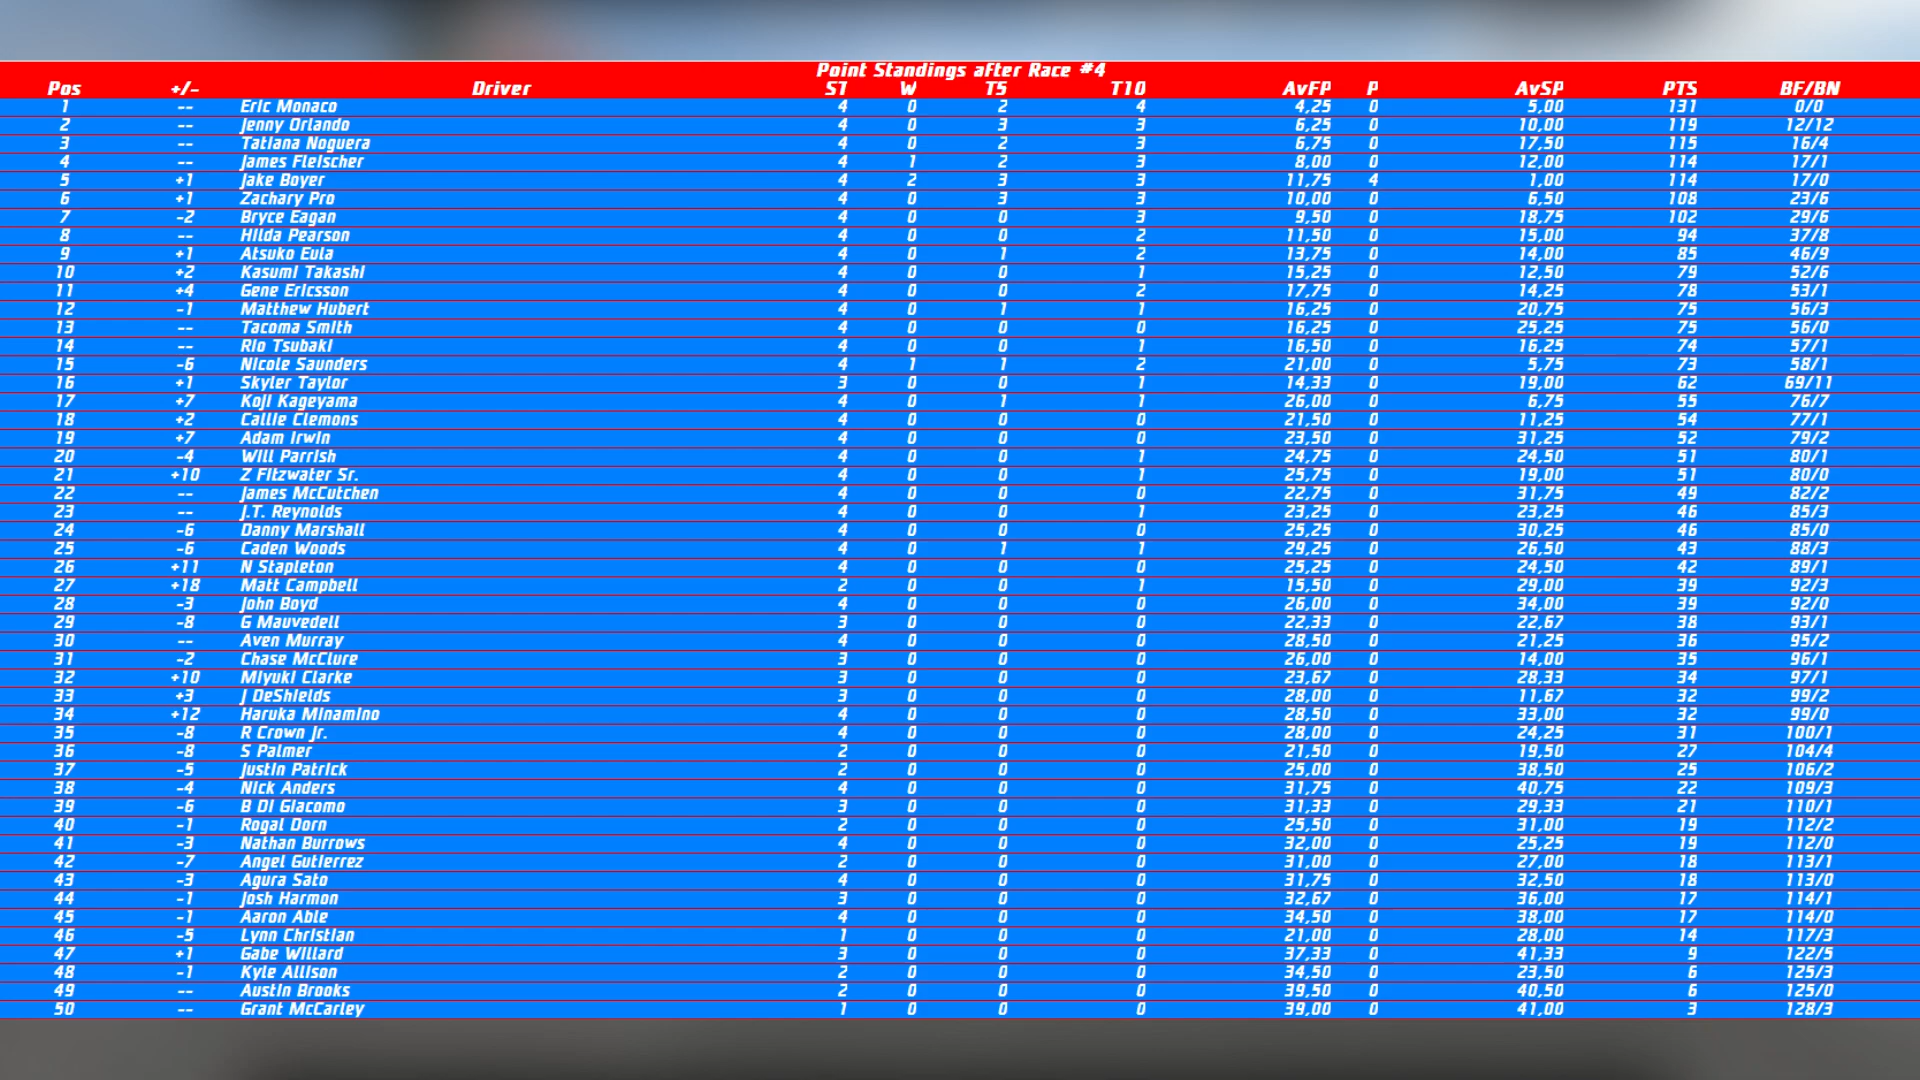 Point Standings after Race #4
Pos +/- Driver ST W T5 T10 AvFP P AvSP PTS BF/BN
1 -- Eric Monaco 4 0 2 4 4,25 0 5,00 131 0/0
2 -- Jenny Orlando 4 0 3 3 6,25 0 10,00 119 12/12
3 -- Tatiana Noguera 4 0 2 3 6,75 0 17,50 115 16/4
4 -- James Fleischer 4 1 2 3 8,00 0 12,00 114 17/1
5 +1 Jake Boyer 4 2 3 3 11,75 4 1,00 114 17/0
6 +1 Zachary Pro 4 0 3 3 10,00 0 6,50 108 23/6
7 -2 Bryce Eagan 4 0 0 3 9,50 0 18,75 102 29/6
8 -- Hilda Pearson 4 0 0 2 11,50 0 15,00 94 37/8
9 +1 Atsuko Eula 4 0 1 2 13,75 0 14,00 85 46/9
10 +2 Kasumi Takashi 4 0 0 1 15,25 0 12,50 79 52/6
11 +4 Gene Ericsson 4 0 0 2 17,75 0 14,25 78 53/1
12 -1 Matthew Hubert 4 0 1 1 16,25 0 20,75 75 56/3
13 -- Tacoma Smith 4 0 0 0 16,25 0 25,25 75 56/0
14 -- Rio Tsubaki 4 0 0 1 16,50 0 16,25 74 57/1
15 -6 Nicole Saunders 4 1 1 2 21,00 0 5,75 73 58/1
16 +1 Skyler Taylor 3 0 0 1 14,33 0 19,00 62 69/11
17 +7 Koji Kageyama 4 0 1 1 26,00 0 6,75 55 76/7
18 +2 Callie Clemons 4 0 0 0 21,50 0 11,25 54 77/1
19 +7 Adam Irwin 4 0 0 0 23,50 0 31,25 52 79/2
20 -4 Will Parrish 4 0 0 1 24,75 0 24,50 51 80/1
21 +10 Z Fitzwater Sr. 4 0 0 1 25,75 0 19,00 51 80/0
22 -- James McCutchen 4 0 0 0 22,75 0 31,75 49 82/2
23 -- J.T. Reynolds 4 0 0 1 23,25 0 23,25 46 85/3
24 -6 Danny Marshall 4 0 0 0 25,25 0 30,25 46 85/0
25 -6 Caden Woods 4 0 1 1 29,25 0 26,50 43 88/3
26 +11 N Stapleton 4 0 0 0 25,25 0 24,50 42 89/1
27 +18 Matt Campbell 2 0 0 1 15,50 0 29,00 39 92/3
28 -3 John Boyd 4 0 0 0 26,00 0 34,00 39 92/0
29 -8 G Mauvedell 3 0 0 0 22,33 0 22,67 38 93/1
30 -- Aven Murray 4 0 0 0 28,50 0 21,25 36 95/2
31 -2 Chase McClure 3 0 0 0 26,00 0 14,00 35 96/1
32 +10 Miyuki Clarke 3 0 0 0 23,67 0 28,33 34 97/1
33 +3 J DeShields 3 0 0 0 28,00 0 11,67 32 99/2
34 +12 Haruka Minamino 4 0 0 0 28,50 0 33,00 32 99/0
35 -8 R Crown Jr. 4 0 0 0 28,00 0 24,25 31 100/1
36 -8 S Palmer 2 0 0 0 21,50 0 19,50 27 104/4
37 -5 Justin Patrick 2 0 0 0 25,00 0 38,50 25 106/2
38 -4 Nick Anders 4 0 0 0 31,75 0 40,75 22 109/3
39 -6 B Di Giacomo 3 0 0 0 31,33 0 29,33 21 110/1
40 -1 Rogal Dorn 2 0 0 0 25,50 0 31,00 19 112/2
41 -3 Nathan Burrows 4 0 0 0 32,00 0 25,25 19 112/0
42 -7 Angel Gutierrez 2 0 0 0 31,00 0 27,00 18 113/1
43 -3 Agura Sato 4 0 0 0 31,75 0 32,50 18 113/0
44 -1 Josh Harmon 3 0 0 0 32,67 0 36,00 17 114/1
45 -1 Aaron Able 4 0 0 0 34,50 0 38,00 17 114/0
46 -5 Lynn Christian 1 0 0 0 21,00 0 28,00 14 117/3
47 +1 Gabe Willard 3 0 0 0 37,33 0 41,33 9 122/5
48 -1 Kyle Allison 2 0 0 0 34,50 0 23,50 6 125/3
49 -- Austin Brooks 2 0 0 0 39,50 0 40,50 6 125/0
50 -- Grant McCarley 1 0 0 0 39,00 0 41,00 3 128/3